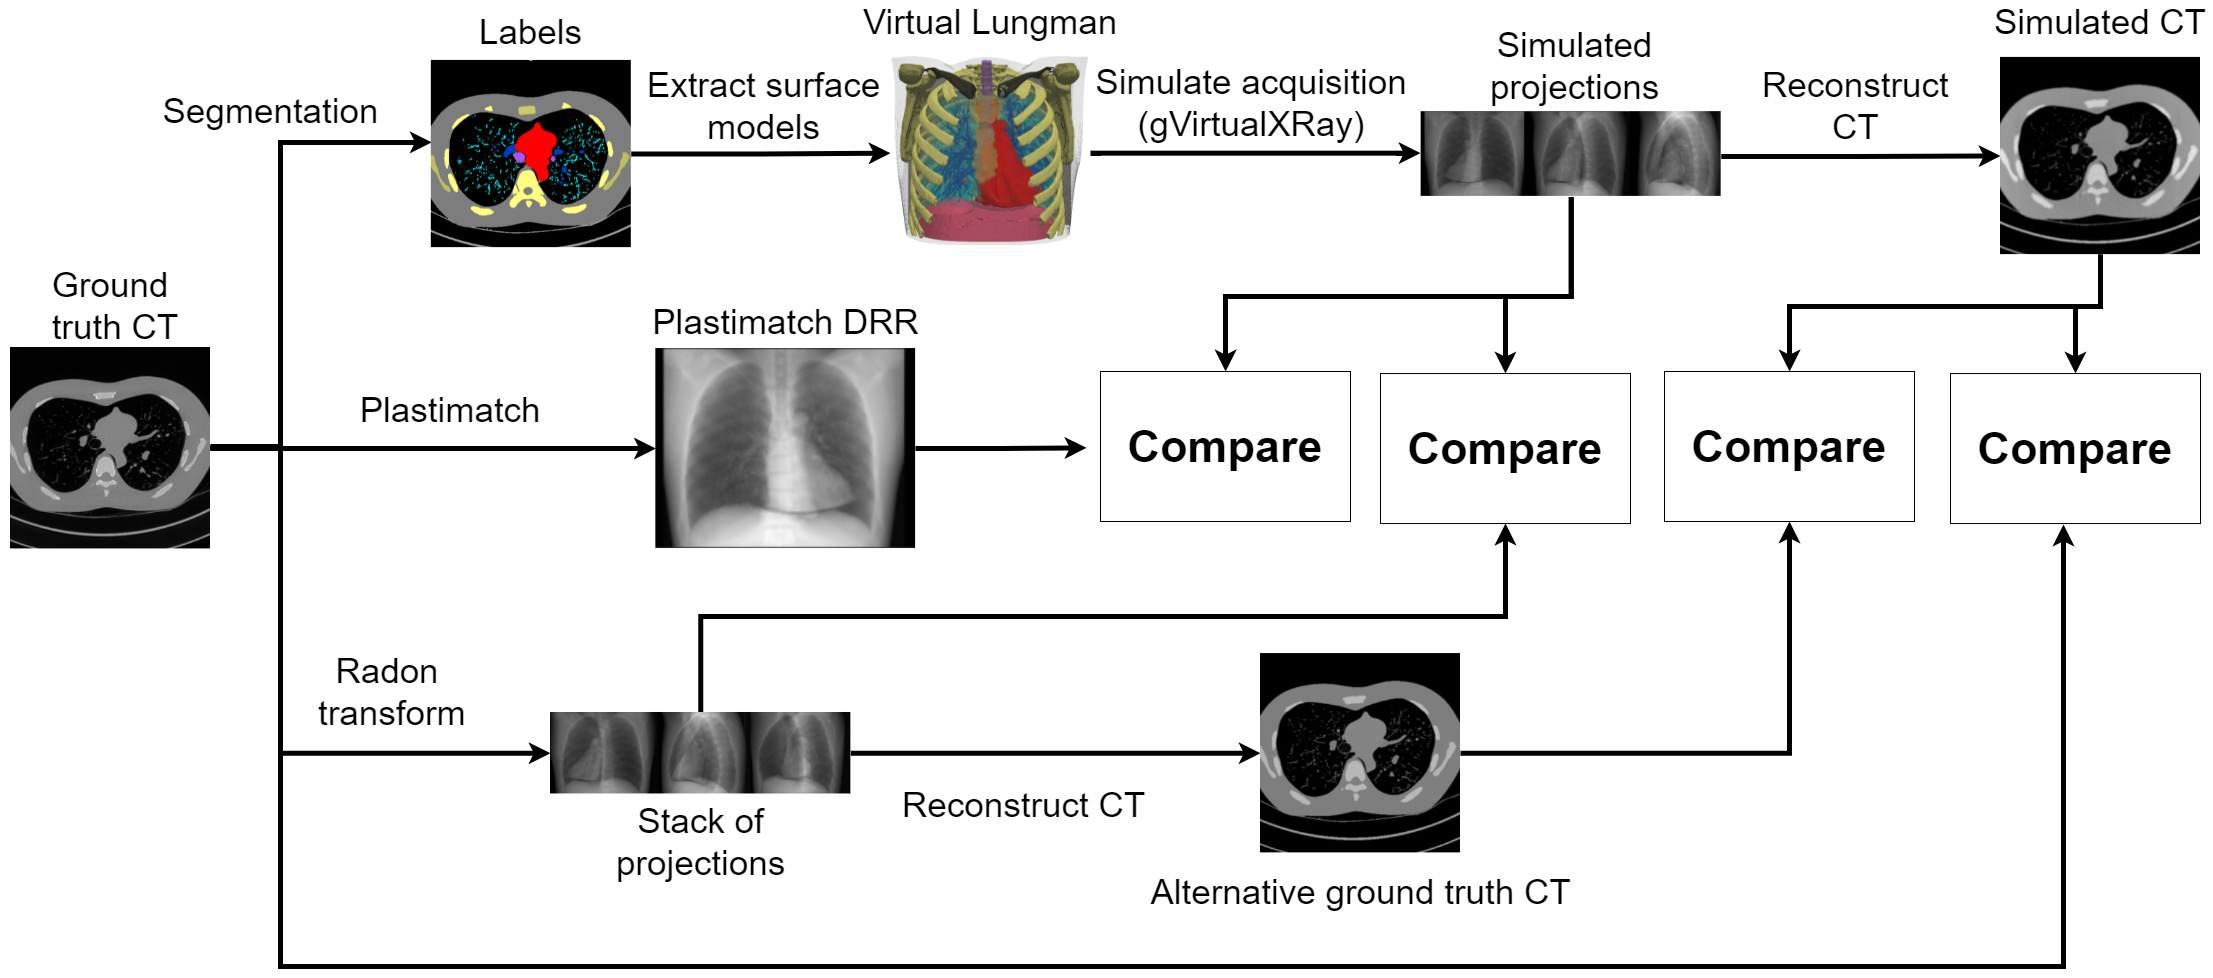 Labels
Virtual Lungman
Simulated CT
Segmentation
Extract surface
models
Simulate acquisition
(gVirtualXRay)
Simulated
projections
Reconstruct
CT
Ground
truth CT
Plastimatch
Plastimatch DRR
Compare
Compare
Compare
Compare
Radon
transform
Stack of
projections
Reconstruct CT
Alternative ground truth CT